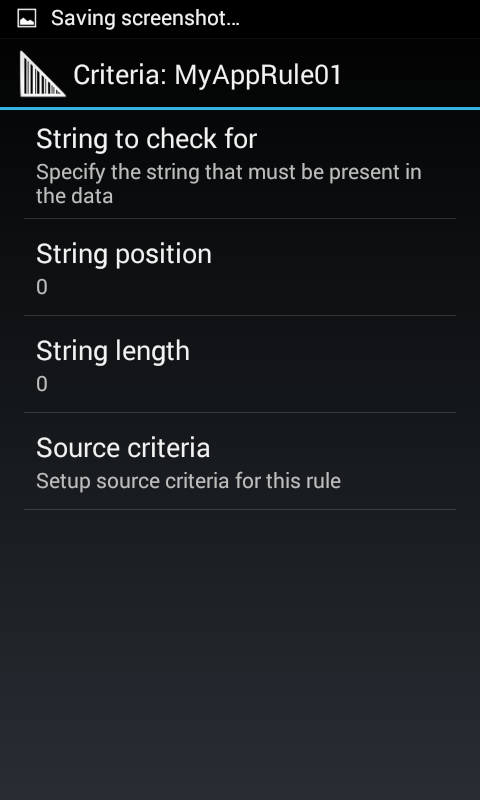 Saving screenshot...
Criteria: MyAppRule01
String to check for
Specify the string that must be present in
the data
String position
0
String length
0
Source criteria
Setup source criteria for this rule